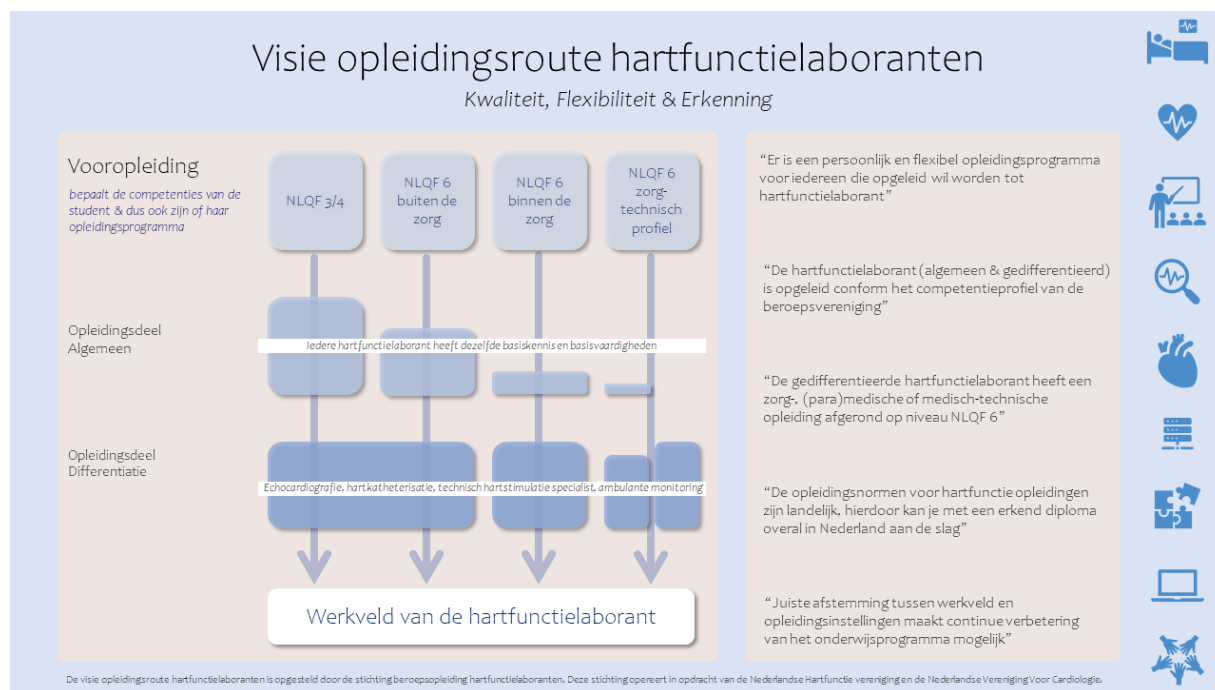 Visie opleidingsroute hartfunctielaboranten
Kwaliteit, Flexibiliteit & Erkenning
Vooropleiding
bepaalt de competenties van de
student & dus ook zijn of haar
opleidingsprogramma
NLQF 3/4
NLQF 6
buiten de
zorg
NLQF 6
binnen de
zorg
NLQF 6
zorg-
technisch
profiel
Opleidingsdeel
Algemeen
Iedere hartfunctielaborant heeft dezelfde basiskennis en basisvaardigheden
Opleidingsdeel
Differentiatie
Echocardiografie, hartkatheterisatie, technisch hartstimulatie specialist, ambulante monitoring
Werkveld van de hartfunctielaborant
“Er is een persoonlijk en flexibel opleidingsprogramma
voor iedereen die opgeleid wil worden tot
hartfunctielaborant”
“De hartfunctielaborant (algemeen & gedifferentieerd)
is opgeleid conform het competentieprofiel van de
beroepsvereniging”
“De gedifferentieerde hartfunctielaborant heeft een
zorg-, (para)medische of medisch-technische
opleiding afgerond op niveau NLQF 6”
“De opleidingsnormen voor hartfunctie opleidingen
zijn landelijk, hierdoor kan je met een erkend diploma
overal in Nederland aan de slag”
“Juiste afstemming tussen werkveld en
opleidingsinstellingen maakt continue verbetering
van het onderwijsprogramma mogelijk”
De visie opleidingsroute hartfunctielaboranten is opgesteld door de stichting beroepsopleiding hartfunctielaboranten. Deze stichting opereert in opdracht van de Nederlandse Hartfunctie vereniging en de Nederlandse Vereniging Voor Cardiologie.